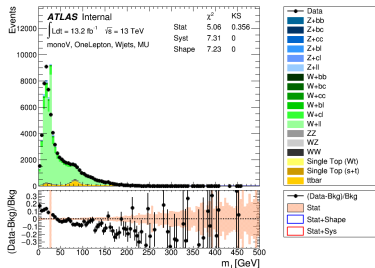 Events
ATLAS Internal
∫Ldt = 13.2 fb⁻¹ √s = 13 TeV
monoV, OneLepton, Wjets, MU
χ² KS
Stat 5.06 0.356
Syst 7.31 0
Shape 7.23 0
12000
10000
8000
6000
4000
2000
0
(Data-Bkg)/Bkg
0.3
0.2
0.1
0.0
-0.1
-0.2
-0.3
0 50 100 150 200 250 300 350 400 450 500
m_j [GeV]
Data
Z+bb
Z+bc
Z+cc
Z+bl
Z+cl
Z+ll
W+bb
W+bc
W+cc
W+bl
W+cl
W+ll
ZZ
WZ
WW
Single Top (Wt)
Single Top (s+t)
ttbar
(Data-Bkg)/Bkg
Stat
Stat+Shape
Stat+Sys